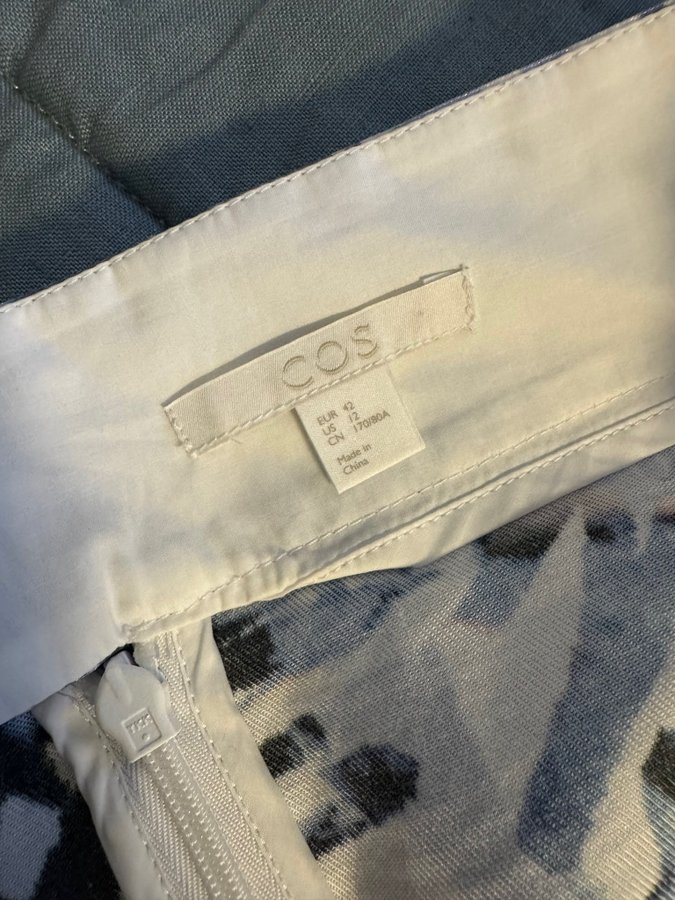 COS
EUR 42
US 12
CN 170/80A
Made in
China